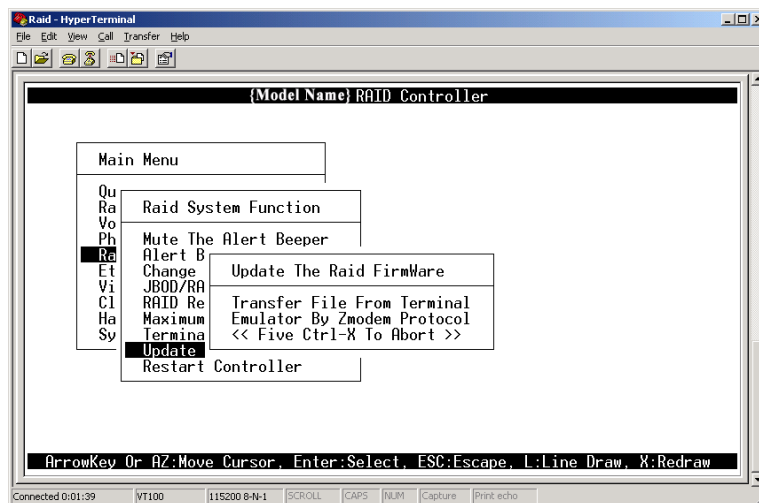 Raid - HyperTerminal
File Edit View Call Transfer Help
{Model Name} RAID Controller
Main Menu
Qu
Ra
Vo
Ph
Ra
Et
Vi
Cl
Ha
Sy
Raid System Function
Mute The Alert Beeper
Alert B
Change
JBOD/RA
RAID Re
Maximum
Termina
Update
Restart Controller
Update The Raid FirmWare
Transfer File From Terminal
Emulator By Zmodem Protocol
<< Five Ctrl-X To Abort >>
ArrowKey Or AZ:Move Cursor, Enter:Select, ESC:Escape, L:Line Draw, X:Redraw
Connected 0:01:39 VT100 115200 8-N-1 SCROLL CAPS NUM Capture Print echo